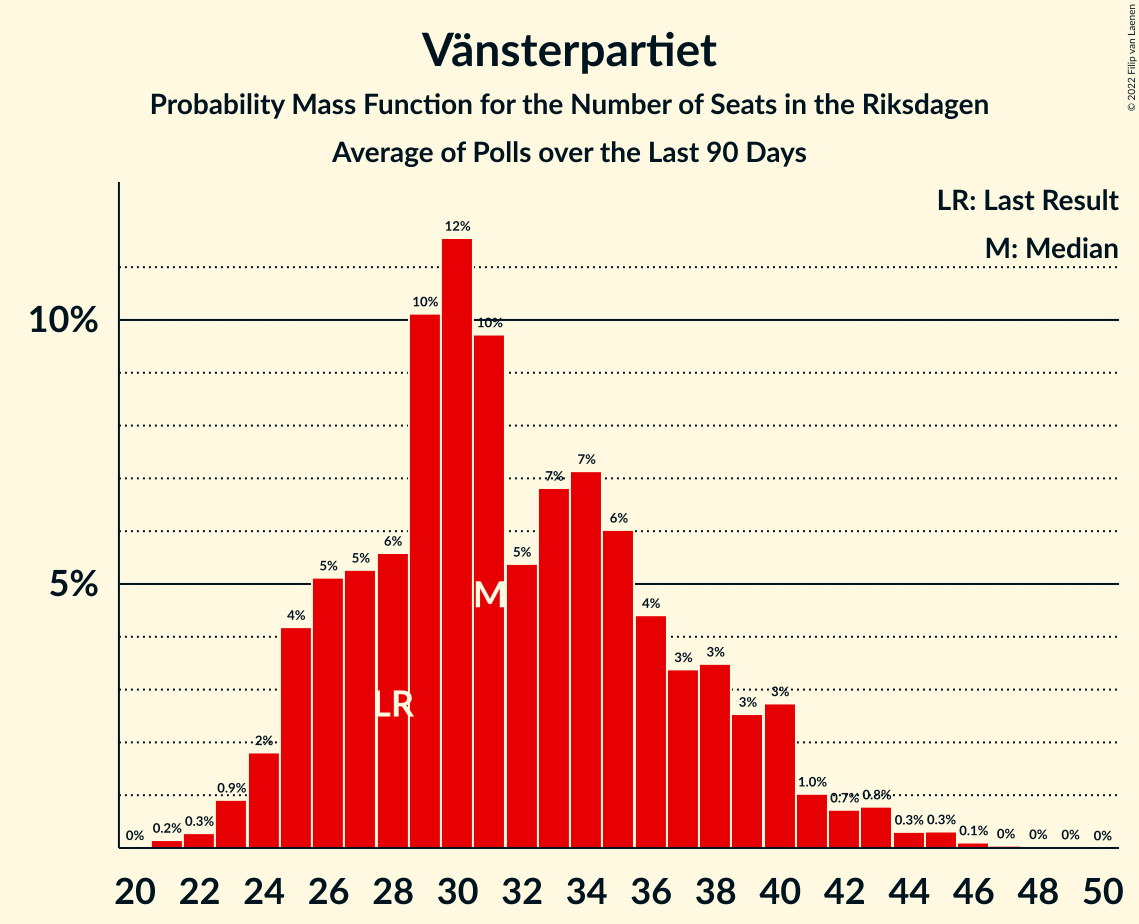 Vänsterpartiet
Probability Mass Function for the Number of Seats in the Riksdagen
Average of Polls over the Last 90 Days
© 2022 Filip van Laenen
LR: Last Result
M: Median
10%
5%
0% 0.2% 0.3% 0.9% 2% 4% 5% 5% 6% 10% 12% 10% 5% 7% 7% 6% 4% 3% 3% 3% 3% 1.0% 0.7% 0.8% 0.3% 0.3% 0.1% 0% 0% 0% 0%
LR
M
20 22 24 26 28 30 32 34 36 38 40 42 44 46 48 50